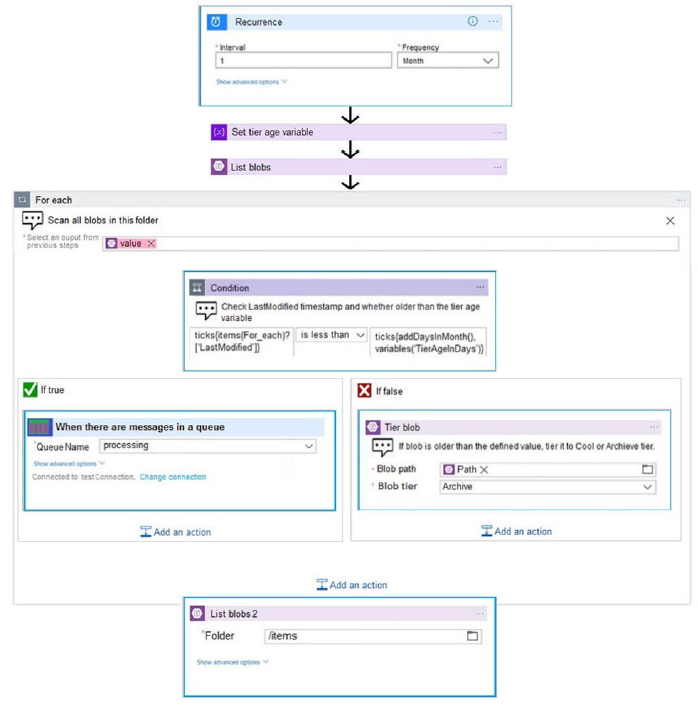 Recurrence
* Interval
* Frequency
1
Month
Show advanced options
{x} Set tier age variable
List blobs
For each
Scan all blobs in this folder
* Select an ouput from
previous steps
value
Condition
Check LastModified timestamp and whether older than the tier age
variable
ticks{items(For_each)?
['LastModified']}
is less than
ticks{addDaysInMonth(),
variables('TierAgeInDays')}
If true
When there are messages in a queue
*Queue Name
processing
Show advanced options
Connected to testConnection. Change connection
Add an action
If false
Tier blob
If blob is older than the defined value, tier it to Cool or Archieve tier.
* Blob path
Path
* Blob tier
Archive
Add an action
Add an action
List blobs 2
*Folder
/items
Show advanced options